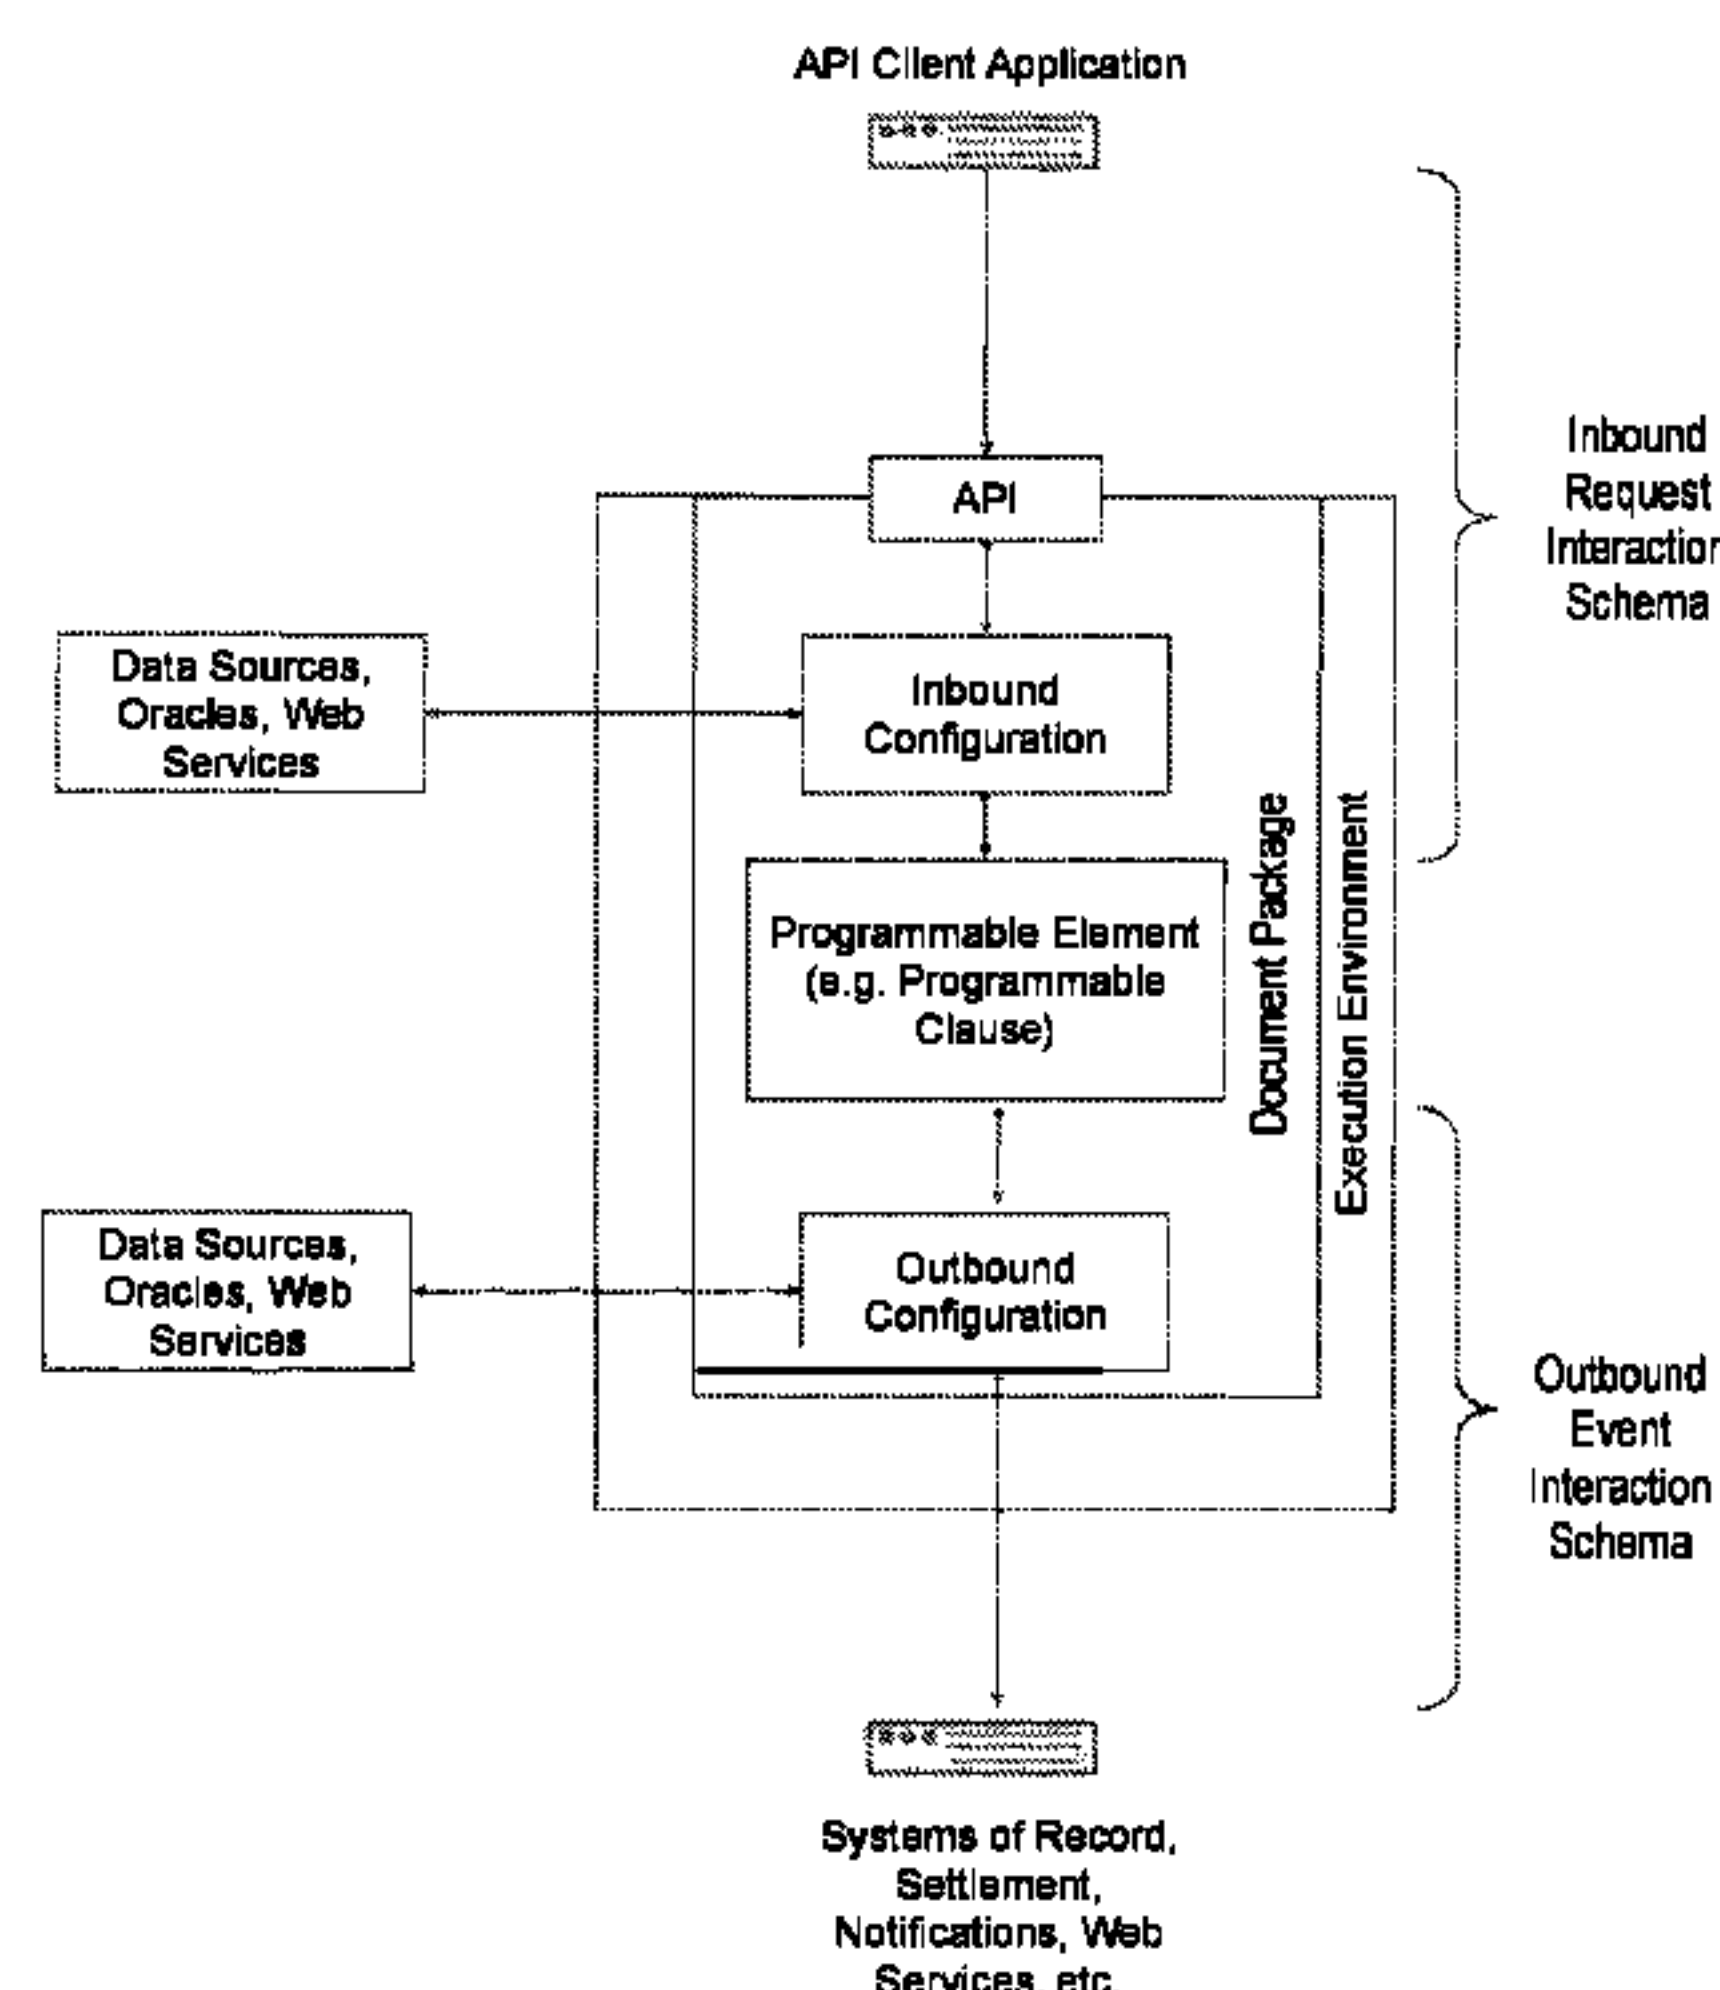 API Client Application
API
Inbound
Request
Interaction
Schema
Data Sources,
Oracles, Web
Services
Inbound
Configuration
Programmable Element
(e.g. Programmable
Clause)
Document Package
Execution Environment
Data Sources,
Oracles, Web
Services
Outbound
Configuration
Outbound
Event
Interaction
Schema
Systems of Record,
Settlement,
Notifications, Web
Services, etc